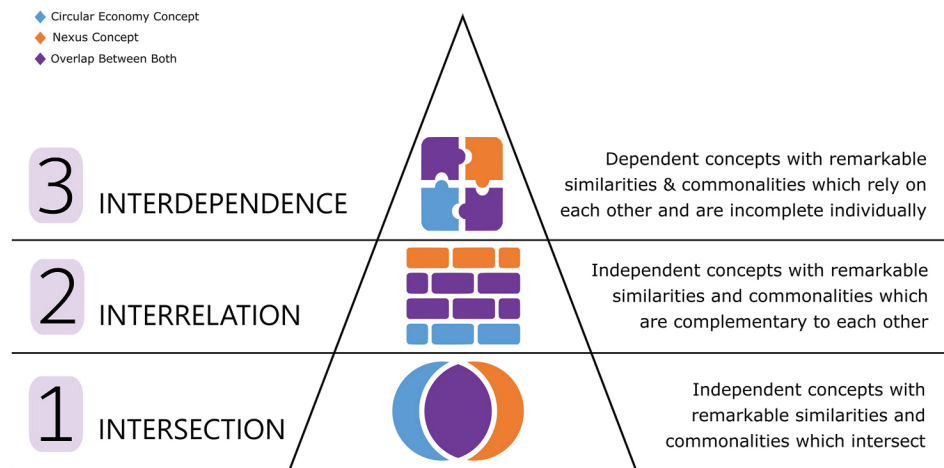 Circular Economy Concept
Nexus Concept
Overlap Between Both
3 INTERDEPENDENCE
Dependent concepts with remarkable
similarities & commonalities which rely on
each other and are incomplete individually
2 INTERRELATION
Independent concepts with remarkable
similarities and commonalities which
are complementary to each other
1 INTERSECTION
Independent concepts with
remarkable similarities and
commonalities which intersect